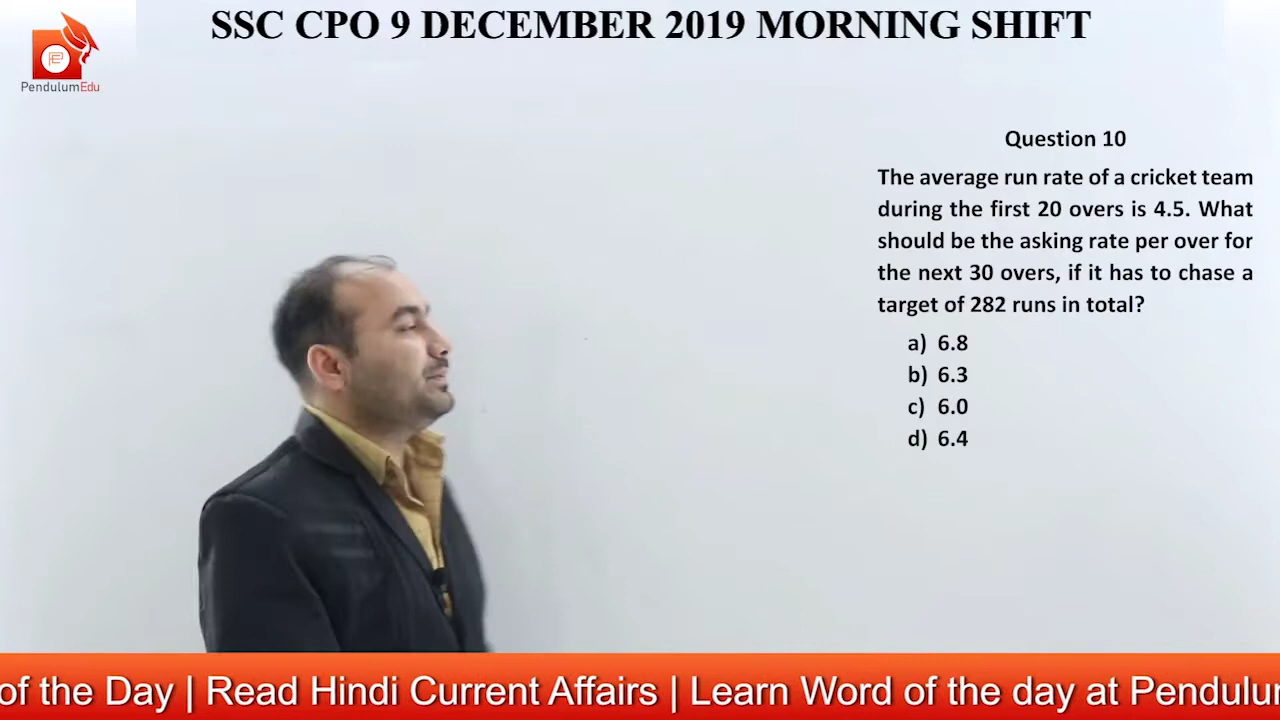 SSC CPO 9 DECEMBER 2019 MORNING SHIFT
PendulumEdu
Question 10
The average run rate of a cricket team
during the first 20 overs is 4.5. What
should be the asking rate per over for
the next 30 overs, if it has to chase a
target of 282 runs in total?
a) 6.8
b) 6.3
c) 6.0
d) 6.4
of the Day | Read Hindi Current Affairs | Learn Word of the day at Pendulu